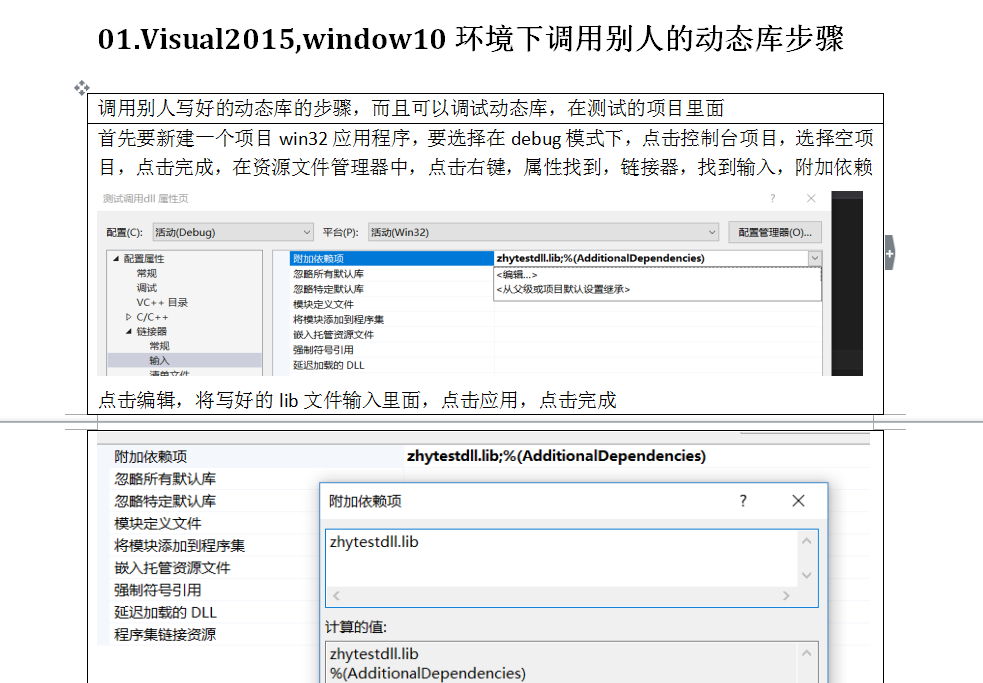 01.Visual2015,window10 环境下调用别人的动态库步骤
调用别人写好的动态库的步骤，而且可以调试动态库，在测试的项目里面
首先要新建一个项目 win32 应用程序，要选择在 debug 模式下，点击控制台项目，选择空项
目，点击完成，在资源文件管理器中，点击右键，属性找到，链接器，找到输入，附加依赖
测试调用dll 属性页
配置(C): 活动(Debug) 平台(P): 活动(Win32) 配置管理器(O)...
配置属性
常规
调试
VC++ 目录
C/C++
链接器
常规
输入
清单文件
附加依赖项 zhytestdll.lib;%(AdditionalDependencies)
忽略所有默认库 <编辑...>
忽略特定默认库 <从父级或项目默认设置继承>
模块定义文件
将模块添加到程序集
嵌入托管资源文件
强制符号引用
延迟加载的 DLL
点击编辑，将写好的 lib 文件输入里面，点击应用，点击完成
附加依赖项 zhytestdll.lib;%(AdditionalDependencies)
忽略所有默认库
忽略特定默认库
模块定义文件
将模块添加到程序集
嵌入托管资源文件
强制符号引用
延迟加载的 DLL
程序集链接资源
附加依赖项 ?
zhytestdll.lib
计算的值:
zhytestdll.lib
%(AdditionalDependencies)